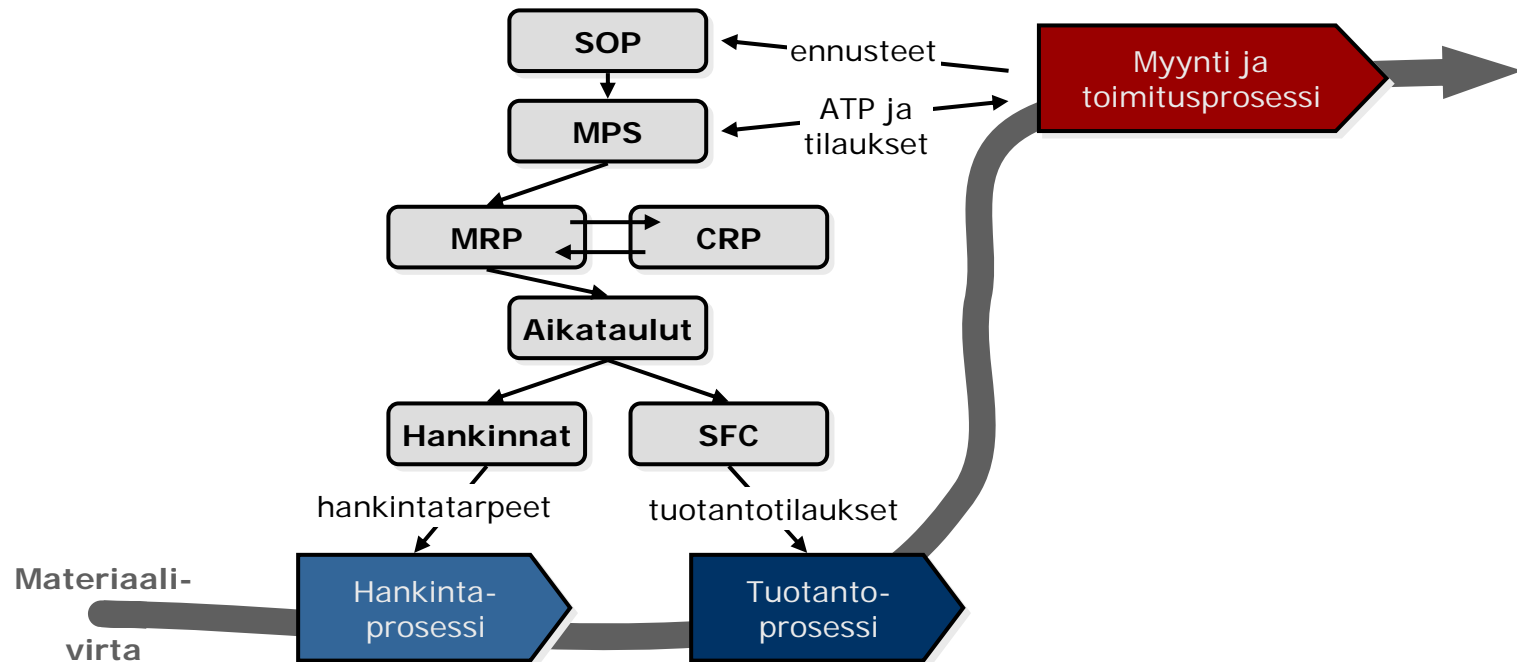 SOP
ennusteet
Myynti ja
toimitusprosessi
MPS
ATP ja
tilaukset
MRP
CRP
Aikataulut
Hankinnat
SFC
hankintatarpeet
tuotantotilaukset
Materiaali-
virta
Hankinta-
prosessi
Tuotanto-
prosessi